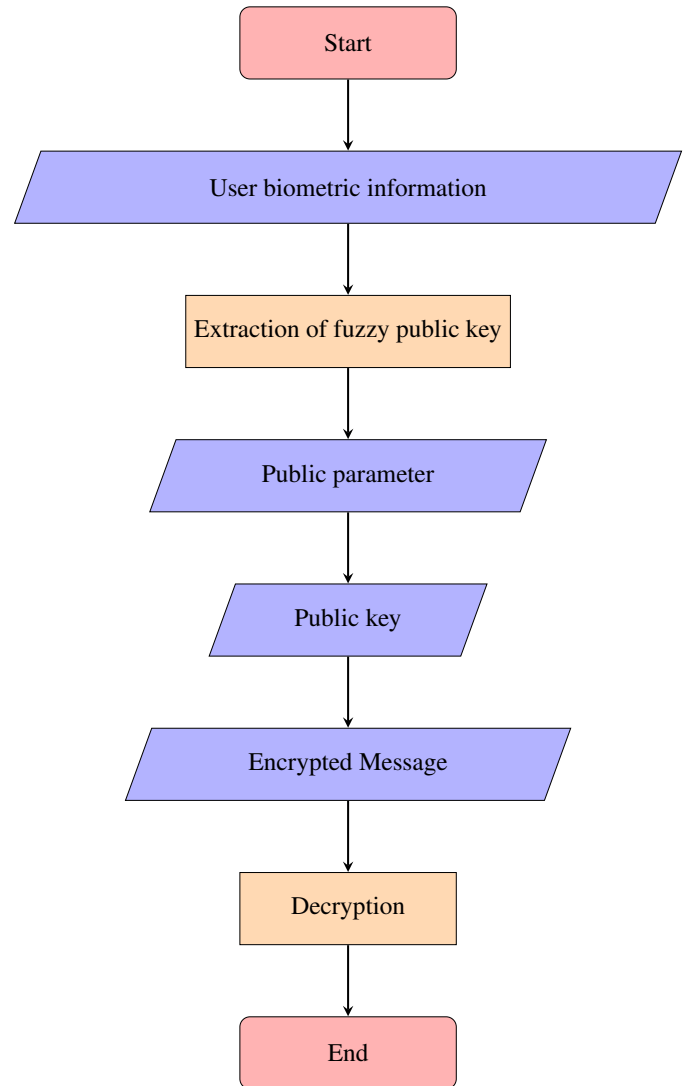 Start
User biometric information
Extraction of fuzzy public key
Public parameter
Public key
Encrypted Message
Decryption
End